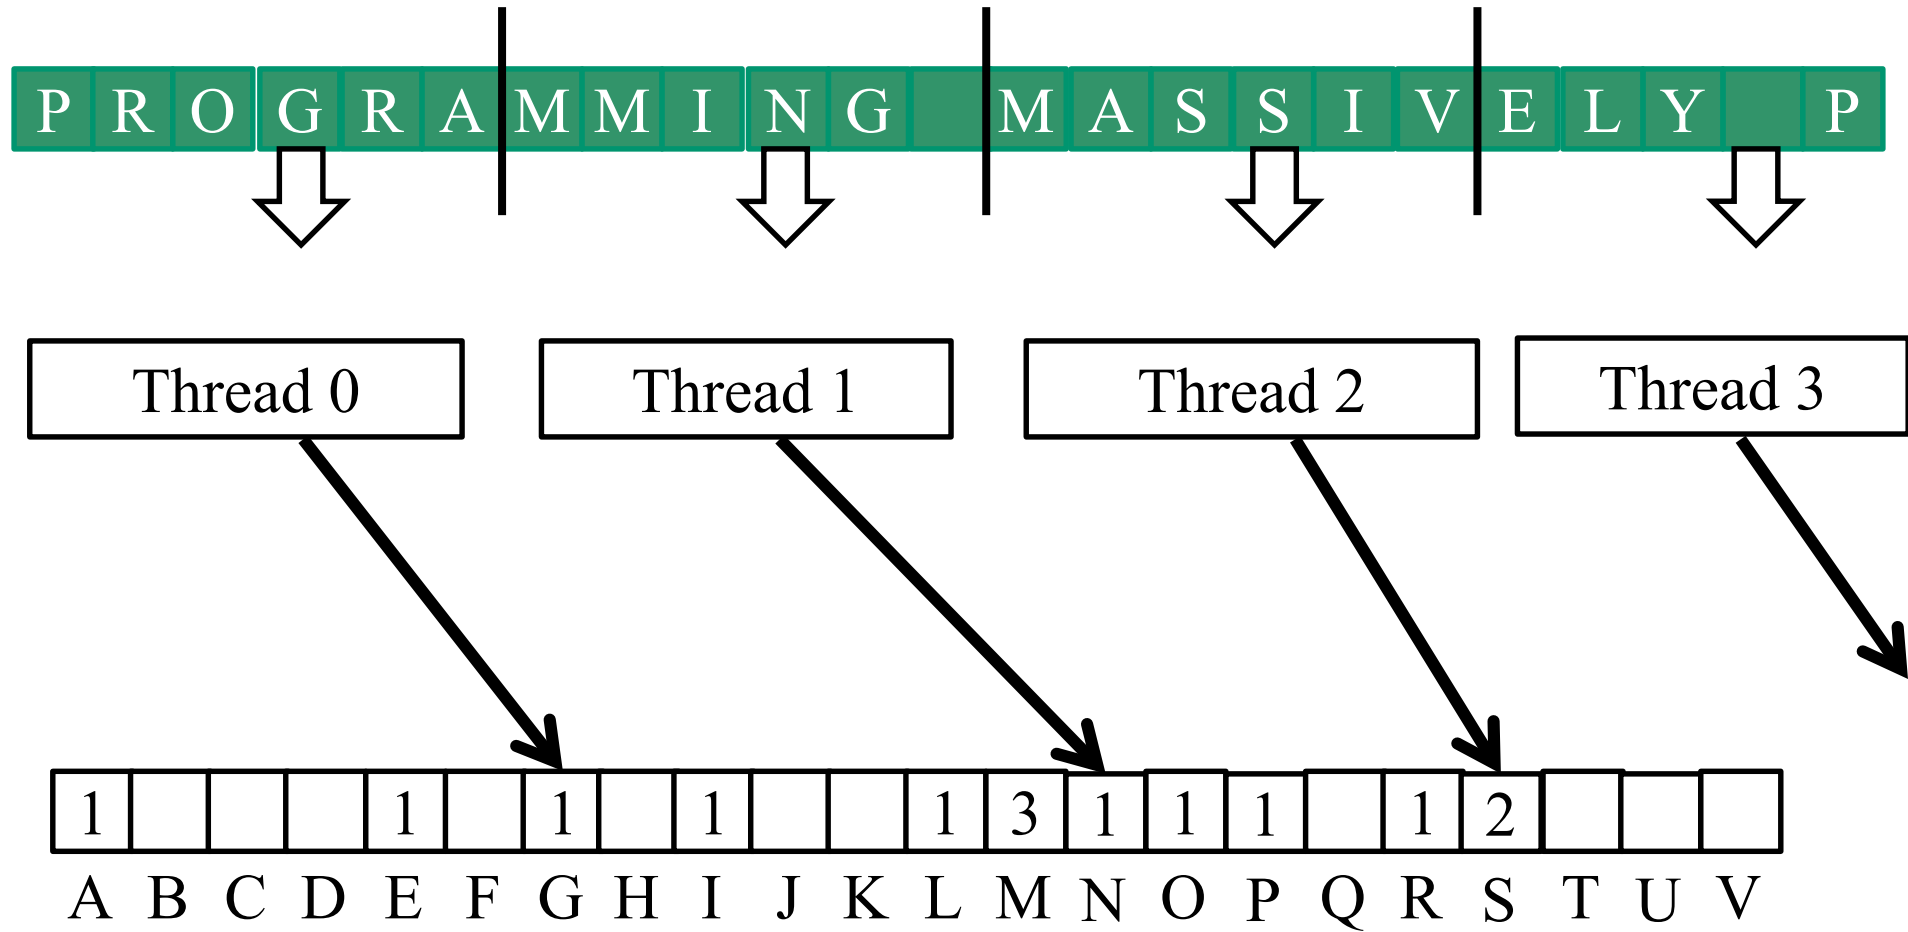 P R O G R A M M I N G M A S S I V E L Y P
Thread 0 Thread 1 Thread 2 Thread 3
1 1 1 1 1 3 1 1 1 1 2
A B C D E F G H I J K L M N O P Q R S T U V